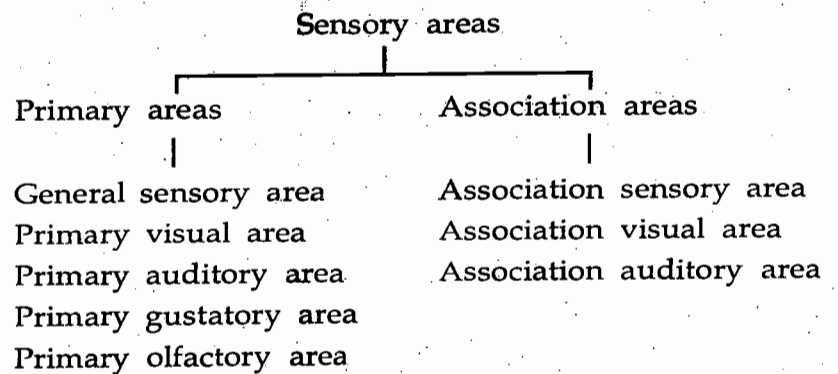 Sensory areas
Primary areas
Association areas
General sensory area
Primary visual area
Primary auditory area
Primary gustatory area
Primary olfactory area
Association sensory area
Association visual area
Association auditory area